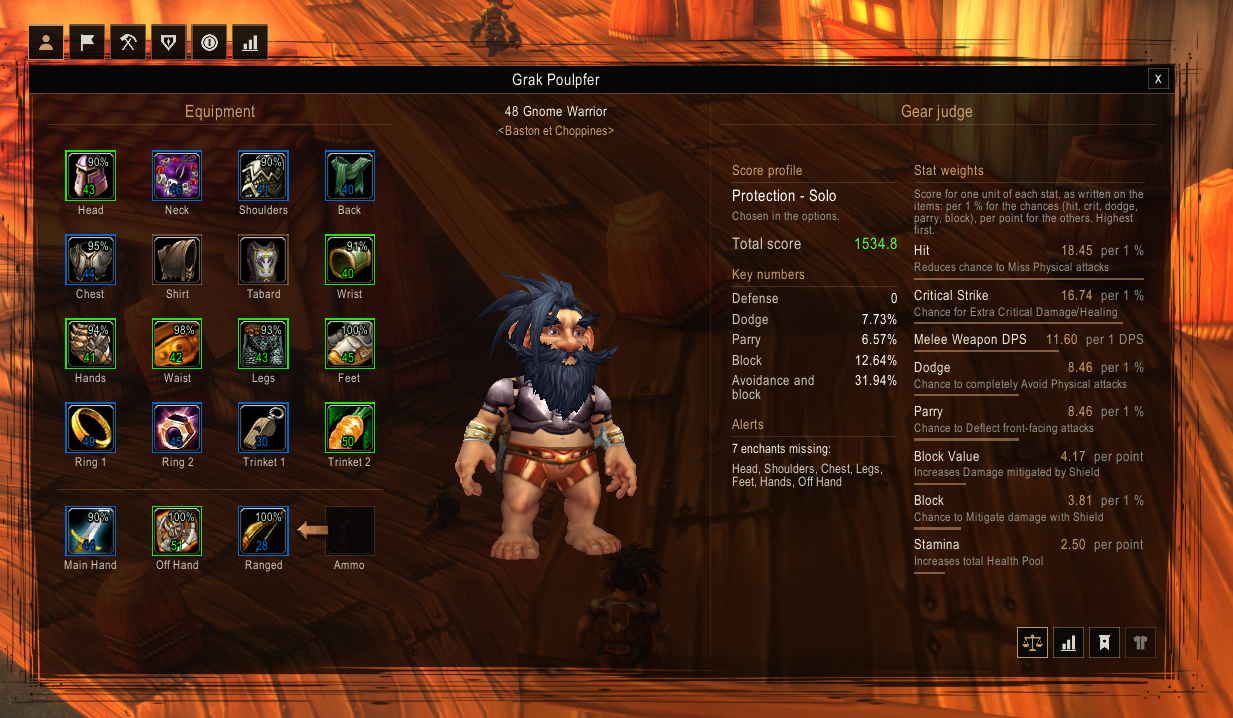 Grak Poulpfer
X
Equipment
48 Gnome Warrior
<Baston et Choppines>
Gear judge
90%
43
Head
46
Neck
90%
41
Shoulders
40
Back
95%
44
Chest
Shirt
Tabard
91%
40
Wrist
94%
41
Hands
98%
42
Waist
93%
43
Legs
100%
45
Feet
49
Ring 1
45
Ring 2
30
Trinket 1
50
Trinket 2
90%
44
Main Hand
100%
51
Off Hand
100%
28
Ranged
Ammo
Score profile
Protection - Solo
Chosen in the options.
Total score 1534.8
Key numbers
Defense 0
Dodge 7.73%
Parry 6.57%
Block 12.64%
Avoidance and 31.94%
block
Alerts
7 enchants missing:
Head, Shoulders, Chest, Legs,
Feet, Hands, Off Hand
Stat weights
Score for one unit of each stat, as written on the
items: per 1 % for the chances (hit, crit, dodge,
parry, block), per point for the others. Highest
first.
Hit 18.45 per 1 %
Reduces chance to Miss Physical attacks
Critical Strike 16.74 per 1 %
Chance for Extra Critical Damage/Healing
Melee Weapon DPS 11.60 per 1 DPS
Dodge 8.46 per 1 %
Chance to completely Avoid Physical attacks
Parry 8.46 per 1 %
Chance to Deflect front-facing attacks
Block Value 4.17 per point
Increases Damage mitigated by Shield
Block 3.81 per 1 %
Chance to Mitigate damage with Shield
Stamina 2.50 per point
Increases total Health Pool